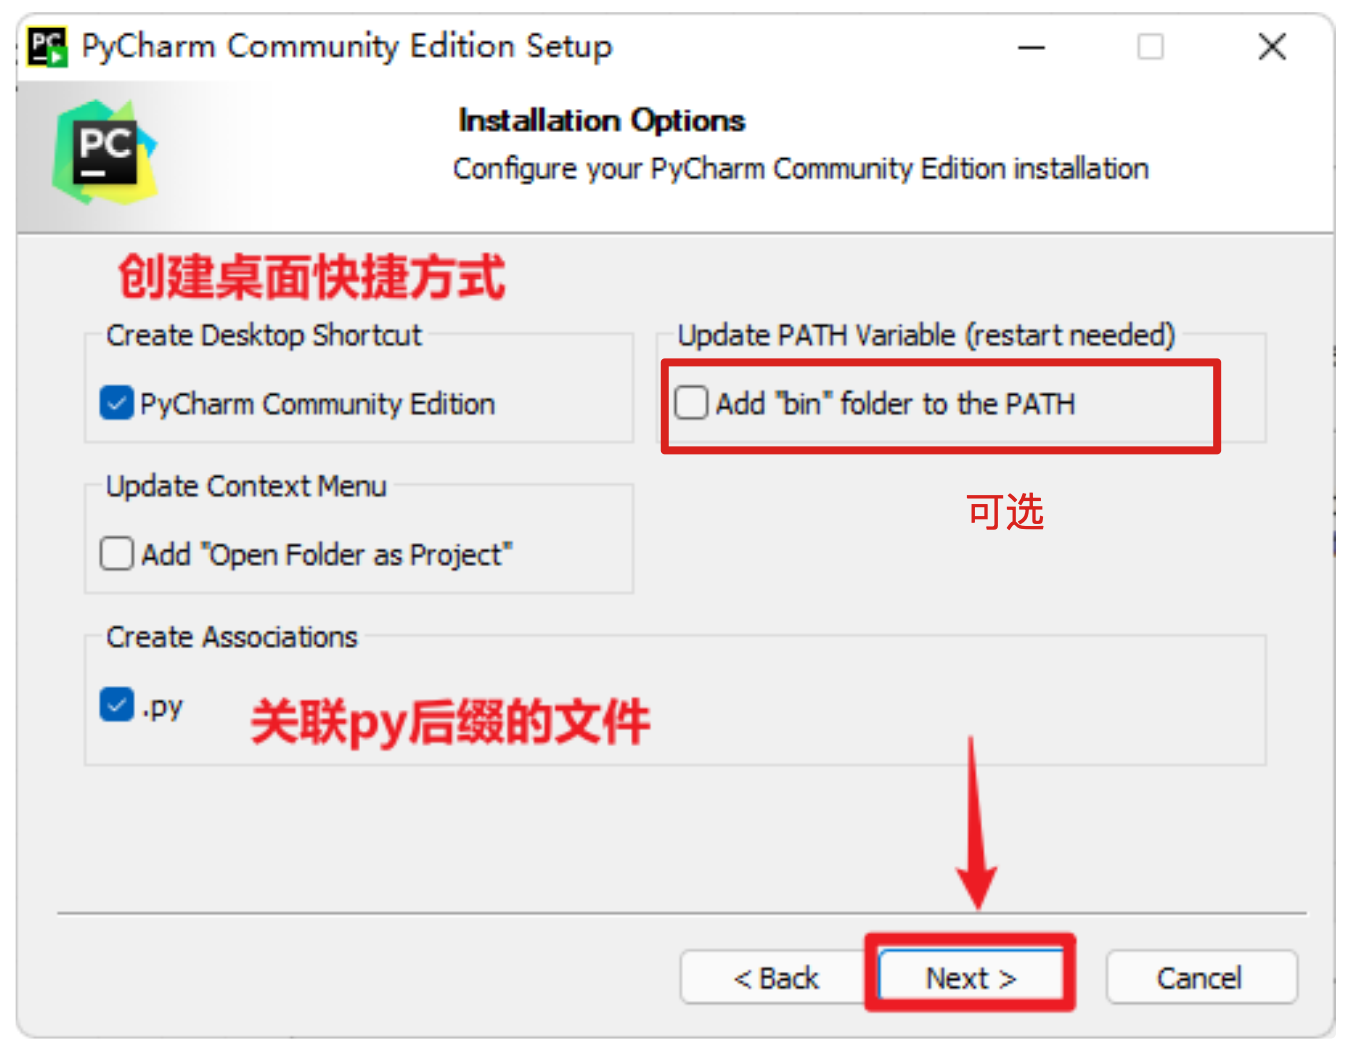 PyCharm Community Edition Setup
PC
Installation Options
Configure your PyCharm Community Edition installation
创建桌面快捷方式
Create Desktop Shortcut
PyCharm Community Edition
Update PATH Variable (restart needed)
Add "bin" folder to the PATH
可选
Update Context Menu
Add "Open Folder as Project"
Create Associations
.py
关联py后缀的文件
< Back
Next >
Cancel